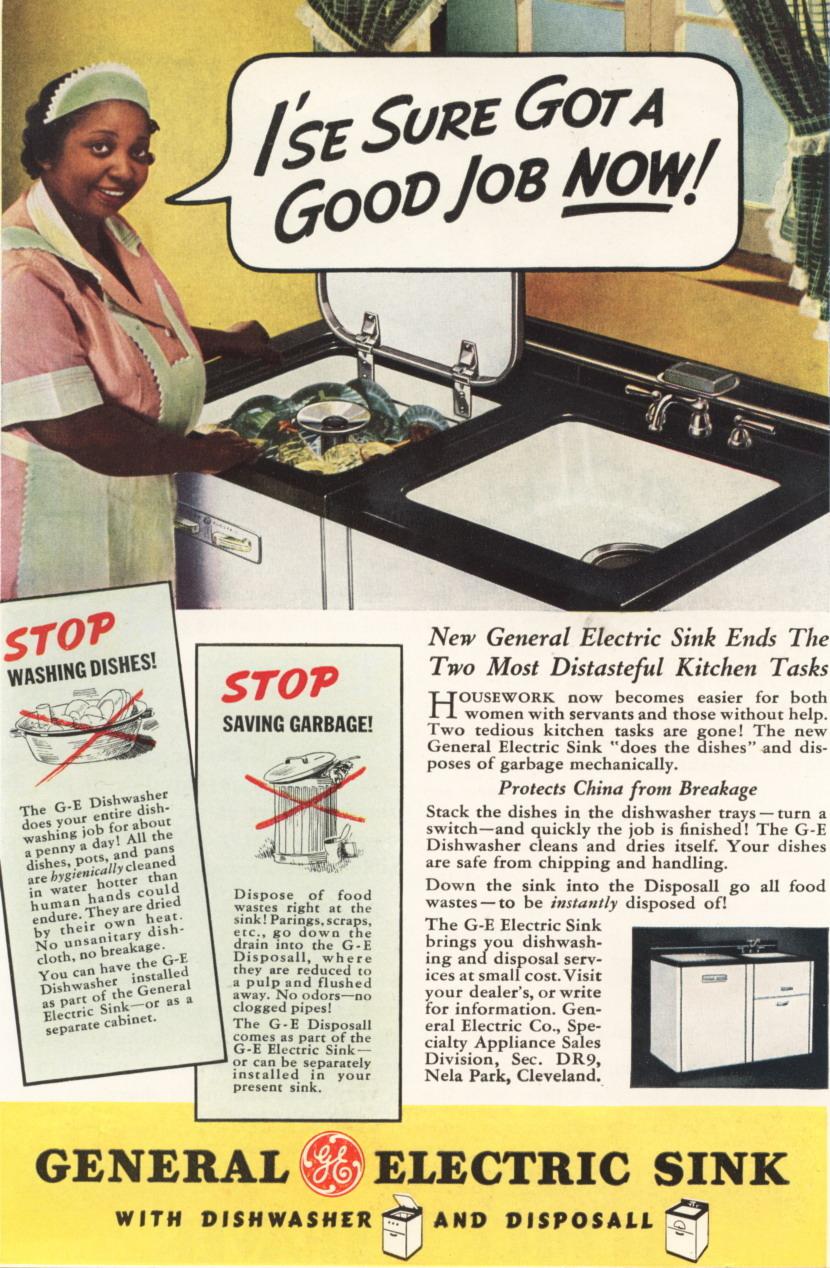 I'SE SURE GOT A
GOOD JOB NOW!
STOP
WASHING DISHES!
The G-E Dishwasher
does your entire dish-
washing job for about
a penny a day! All the
dishes, pots, and pans
are hygienically cleaned
in water hotter than
human hands could
endure. They are dried
by their own heat.
No unsanitary dish-
cloth, no breakage.
You can have the G-E
Dishwasher installed
as part of the General
Electric Sink—or as a
separate cabinet.
STOP
SAVING GARBAGE!
Dispose of food
wastes right at the
sink! Parings, scraps,
etc., go down the
drain into the G-E
Disposall, where
they are reduced to
a pulp and flushed
away. No odors—no
clogged pipes!
The G-E Disposall
comes as part of the
G-E Electric Sink—
or can be separately
installed in your
present sink.
New General Electric Sink Ends The
Two Most Distasteful Kitchen Tasks
HOUSEWORK now becomes easier for both
women with servants and those without help.
Two tedious kitchen tasks are gone! The new
General Electric Sink "does the dishes" and dis-
poses of garbage mechanically.
Protects China from Breakage
Stack the dishes in the dishwasher trays—turn a
switch—and quickly the job is finished! The G-E
Dishwasher cleans and dries itself. Your dishes
are safe from chipping and handling.
Down the sink into the Disposall go all food
wastes—to be instantly disposed of!
The G-E Electric Sink
brings you dishwash-
ing and disposal serv-
ices at small cost. Visit
your dealer's, or write
for information. Gen-
eral Electric Co., Spe-
cialty Appliance Sales
Division, Sec. DR9,
Nela Park, Cleveland.
GENERAL GE ELECTRIC SINK
WITH DISHWASHER AND DISPOSALL